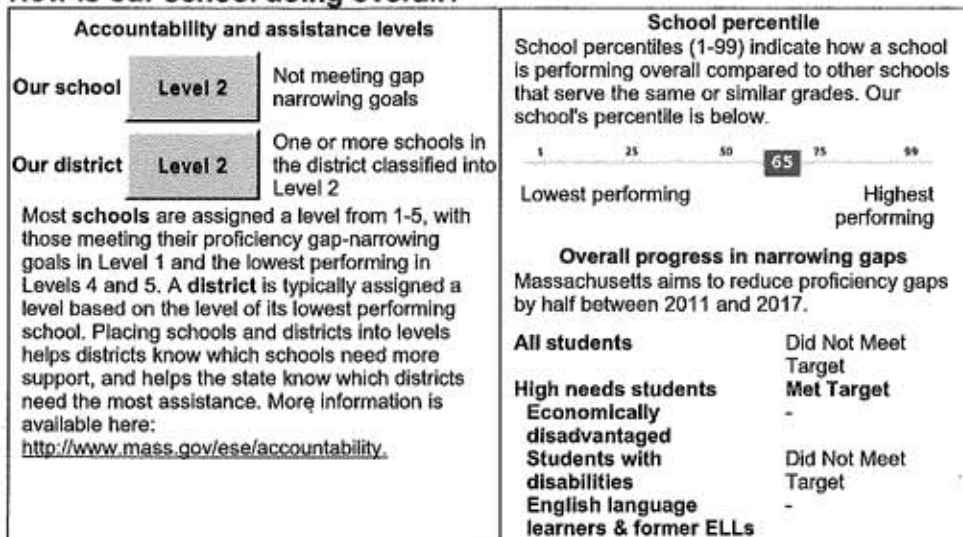 Accountability and assistance levels
Our school
Level 2
Not meeting gap
narrowing goals
Our district
Level 2
One or more schools in
the district classified into
Level 2
Most schools are assigned a level from 1-5, with
those meeting their proficiency gap-narrowing
goals in Level 1 and the lowest performing in
Levels 4 and 5. A district is typically assigned a
level based on the level of its lowest performing
school. Placing schools and districts into levels
helps districts know which schools need more
support, and helps the state know which districts
need the most assistance. More information is
available here:
http://www.mass.gov/ese/accountability.
School percentile
School percentiles (1-99) indicate how a school
is performing overall compared to other schools
that serve the same or similar grades. Our
school's percentile is below.
1 25 50 75 99
65
Lowest performing
Highest
performing
Overall progress in narrowing gaps
Massachusetts aims to reduce proficiency gaps
by half between 2011 and 2017.
All students
Did Not Meet
Target
High needs students
Met Target
Economically
disadvantaged
-
Students with
disabilities
Did Not Meet
Target
English language
learners & former ELLs
-